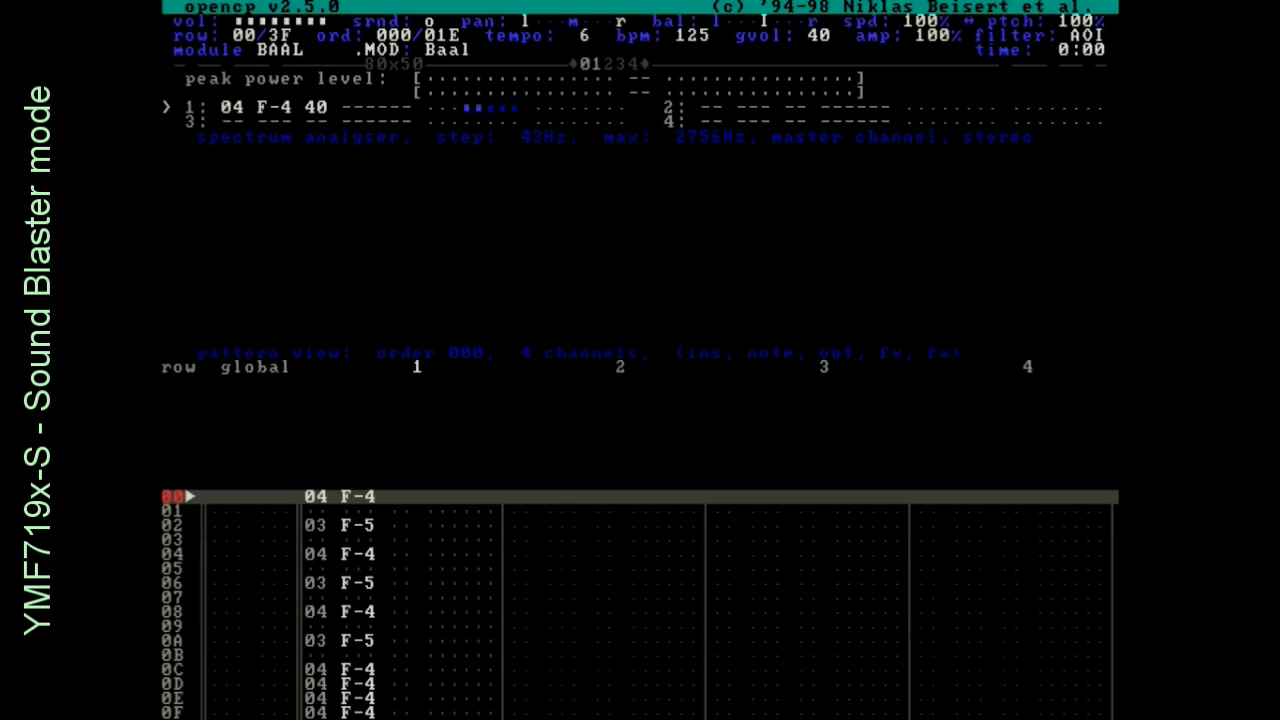 YMF719x-S - Sound Blaster mode
opencp v2.5.0 (c) '94-98 Niklas Beisert et al.
vol: srnd: o pan: l m r bal: l I r spd: 100% ptch: 100%
row: 00/3F ord: 000/01E tempo: 6 bpm: 125 gvol: 40 amp: 100% filter: AOI
module BAAL .MOD: Baal time: 0:00
80x50 01234
peak power level: [ -- ]
[ -- ]
1: 04 F-4 40 ------ 2: -- --- -- ------
3: -- --- -- ------ 4: -- --- -- ------
spectrum analyser, step: 43Hz, max: 2756Hz, master channel, stereo
pattern view: order 000, 4 channels, (ins, note, vol, fx, fx)
row global 1 2 3 4
00 04 F-4
01
02 03 F-5
03
04 04 F-4
05
06 03 F-5
07
08 04 F-4
09
0A 03 F-5
0B
0C 04 F-4
0D 04 F-4
0E 04 F-4
0F 04 F-4